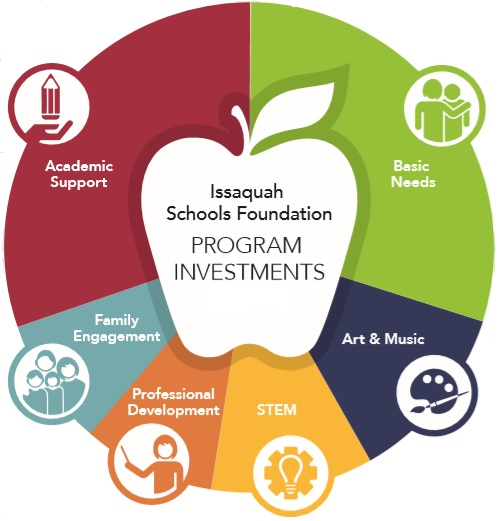 Academic
Support
Basic
Needs
Issaquah
Schools Foundation
PROGRAM
INVESTMENTS
Family
Engagement
Art & Music
Professional
Development
STEM